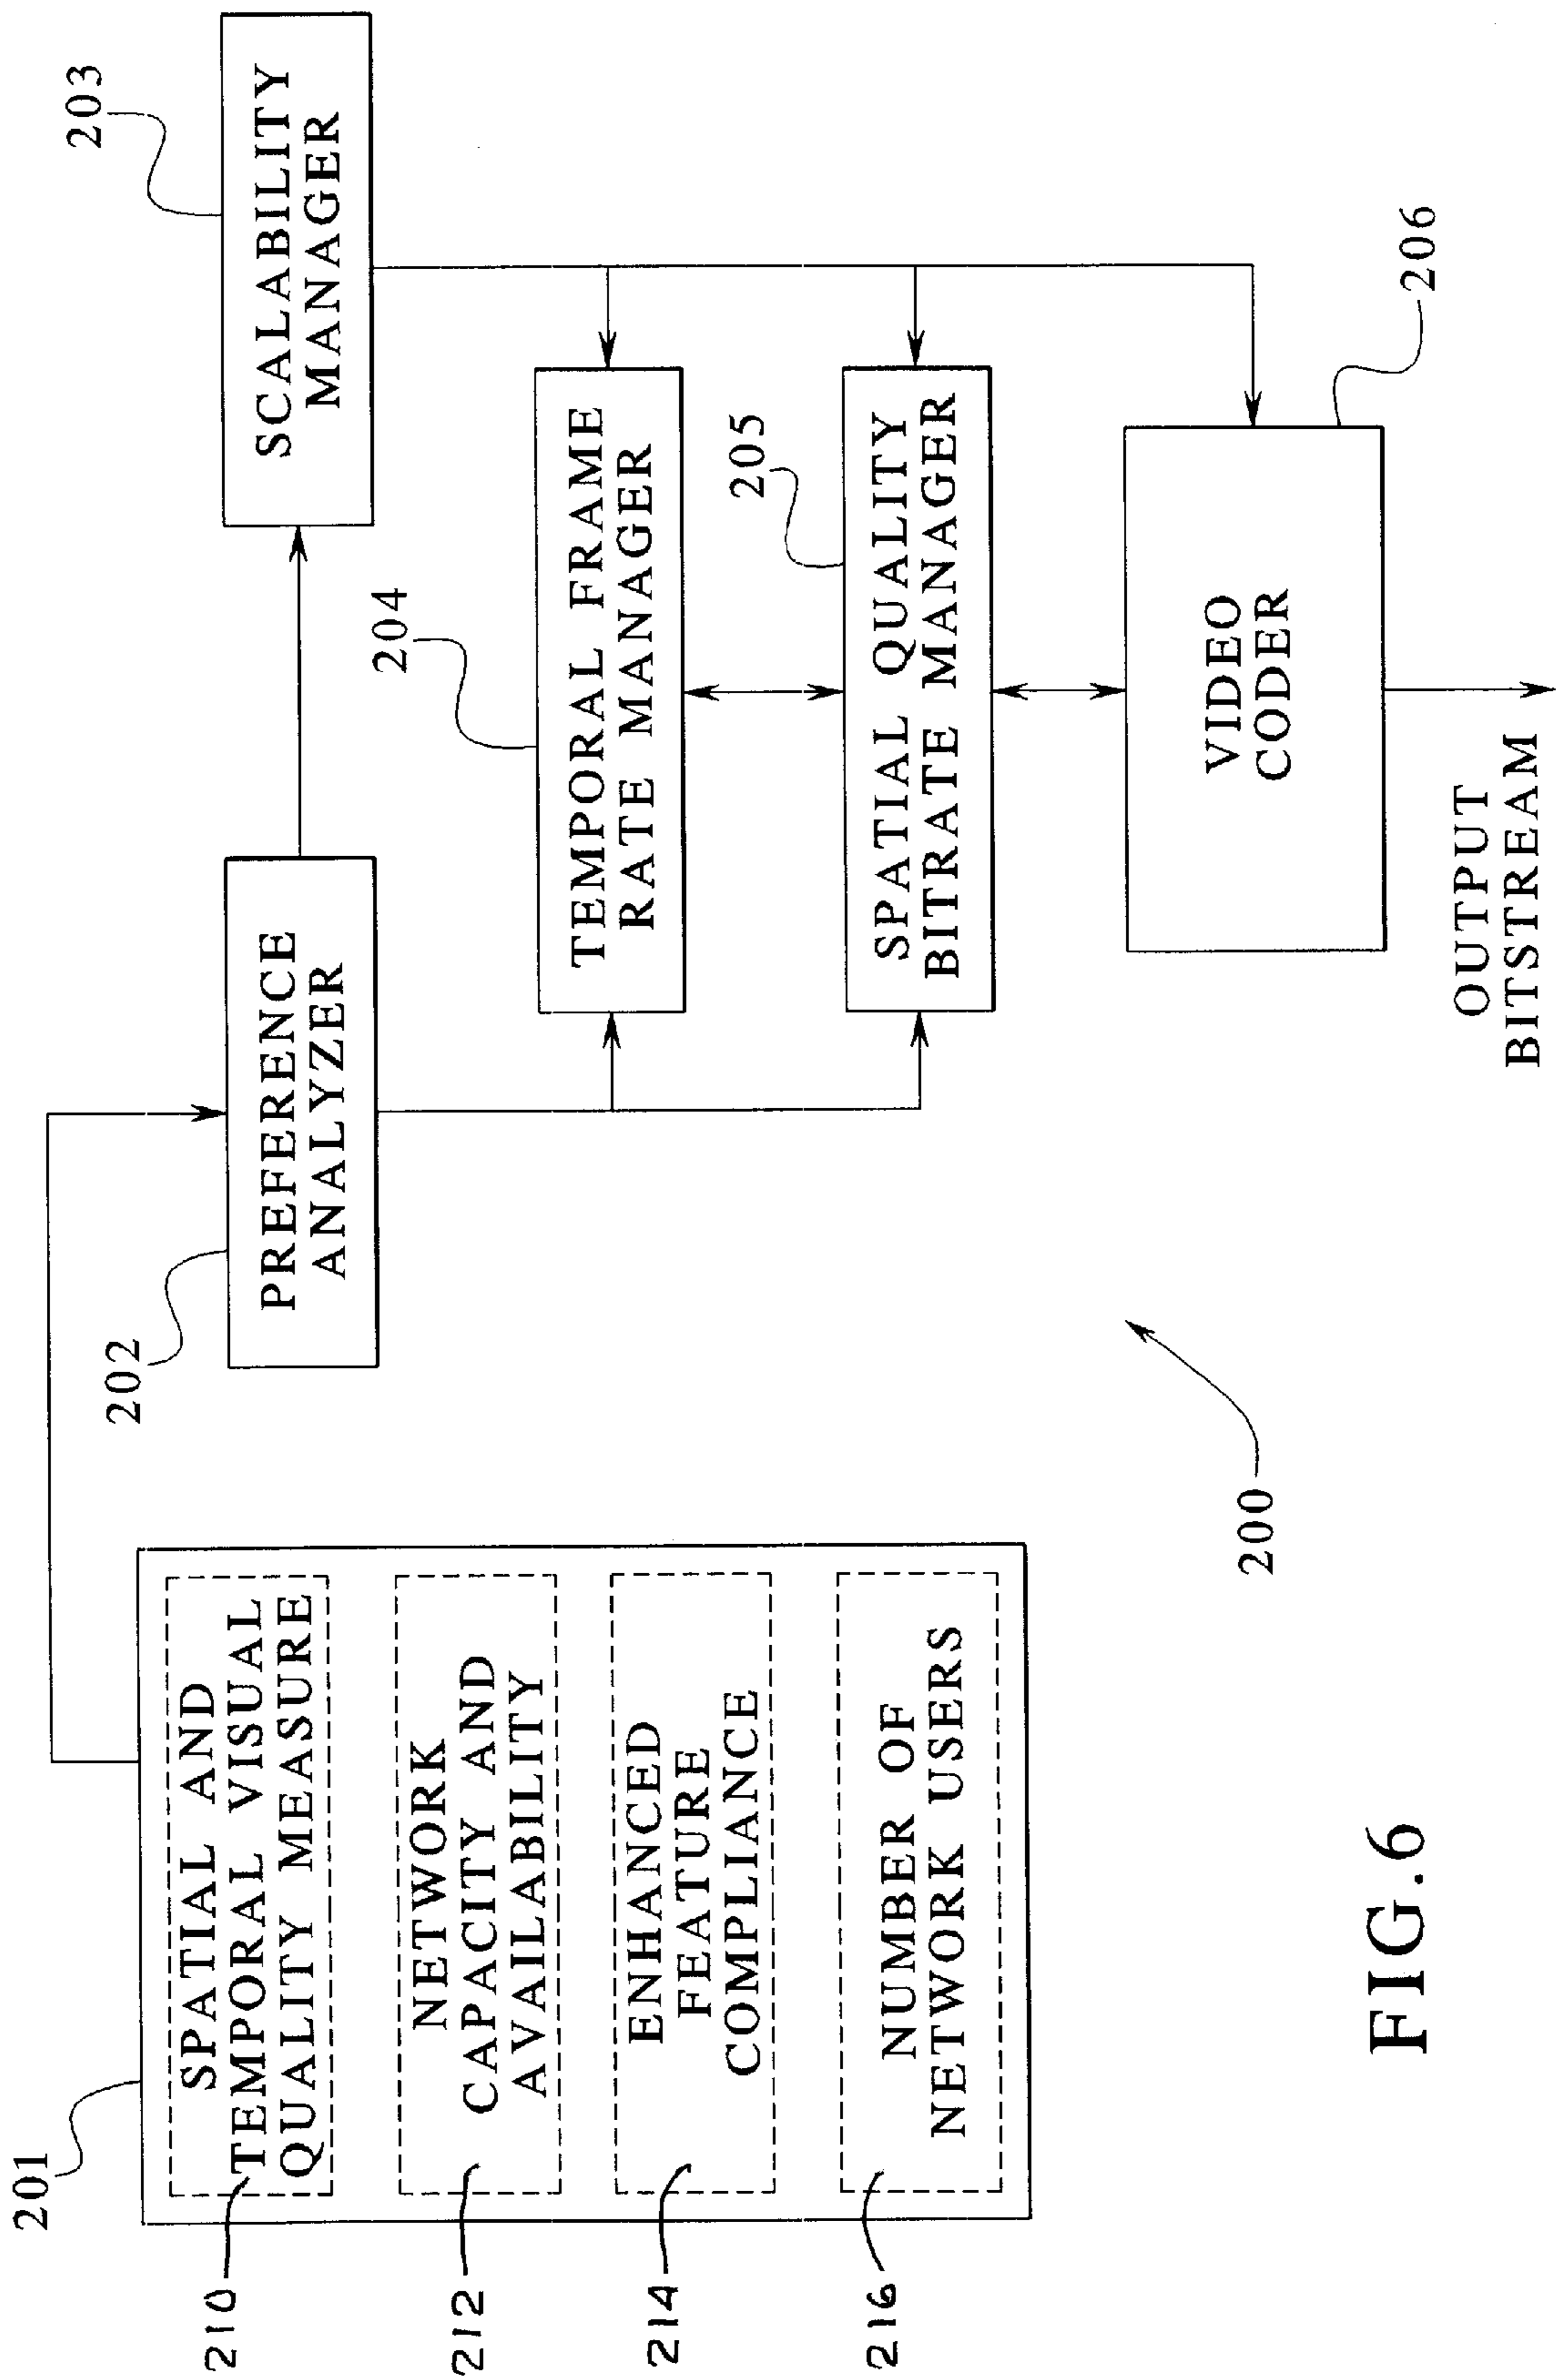 201
210
SPATIAL AND
TEMPORAL VISUAL
QUALITY MEASURE
212
NETWORK
CAPACITY AND
AVAILABILITY
214
ENHANCED
FEATURE
COMPLIANCE
216
NUMBER OF
NETWORK USERS
202
PREFERENCE
ANALYZER
203
SCALABILITY
MANAGER
204
TEMPORAL FRAME
RATE MANAGER
205
SPATIAL QUALITY
BITRATE MANAGER
206
VIDEO
CODER
OUTPUT
BITSTREAM
200
FIG.6